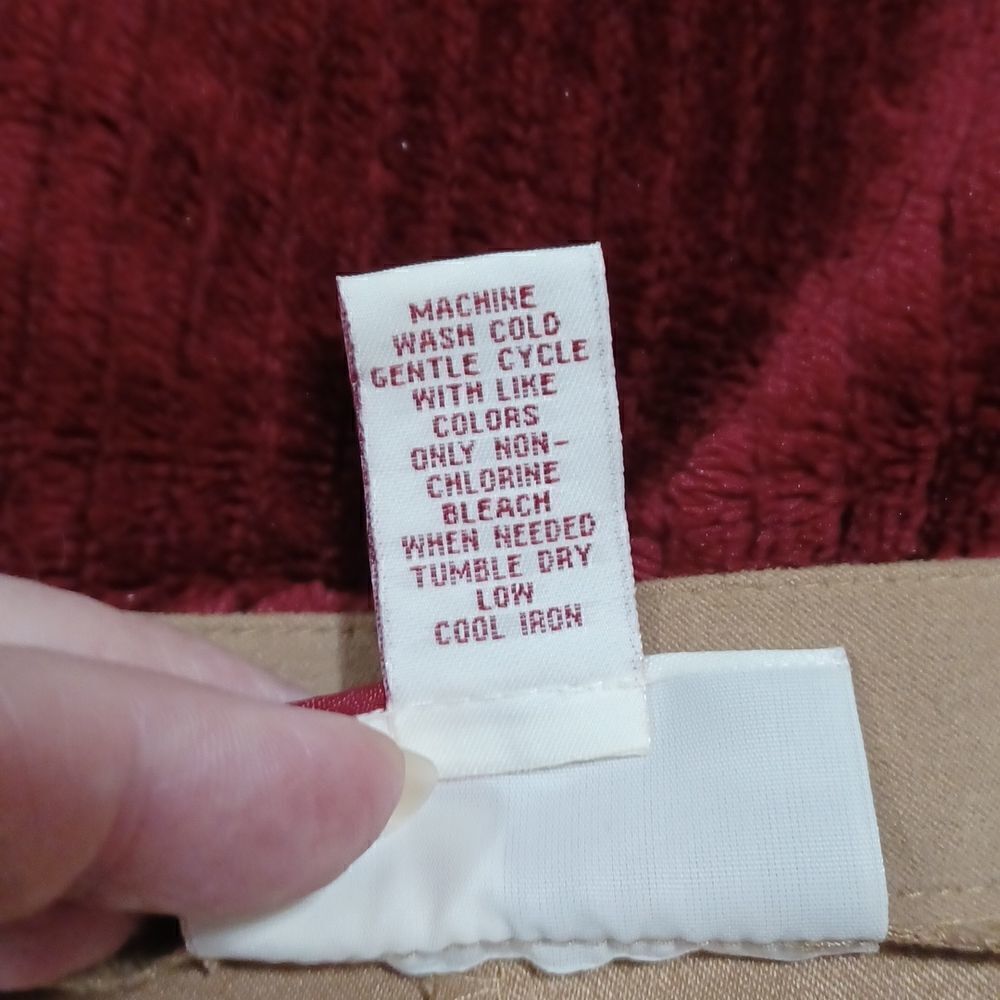 MACHINE
WASH COLD
GENTLE CYCLE
WITH LIKE
COLORS
ONLY NON-
CHLORINE
BLEACH
WHEN NEEDED
TUMBLE DRY
LOW
COOL IRON